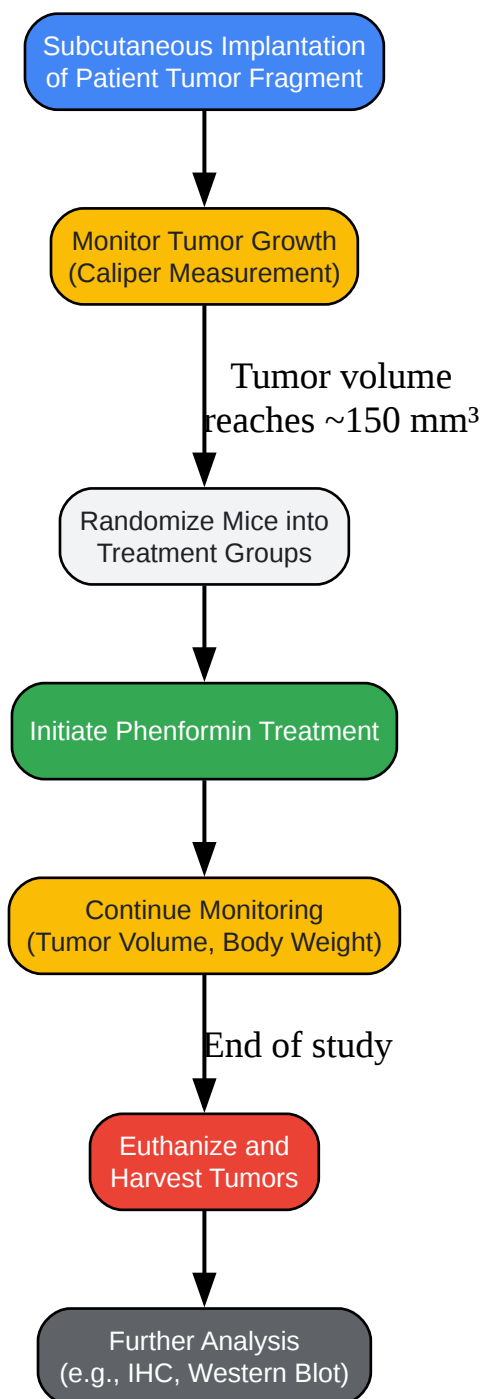 Subcutaneous Implantation
of Patient Tumor Fragment
Monitor Tumor Growth
(Caliper Measurement)
Tumor volume
reaches ~150 mm³
Randomize Mice into
Treatment Groups
Initiate Phenformin Treatment
Continue Monitoring
(Tumor Volume, Body Weight)
End of study
Euthanize and
Harvest Tumors
Further Analysis
(e.g., IHC, Western Blot)